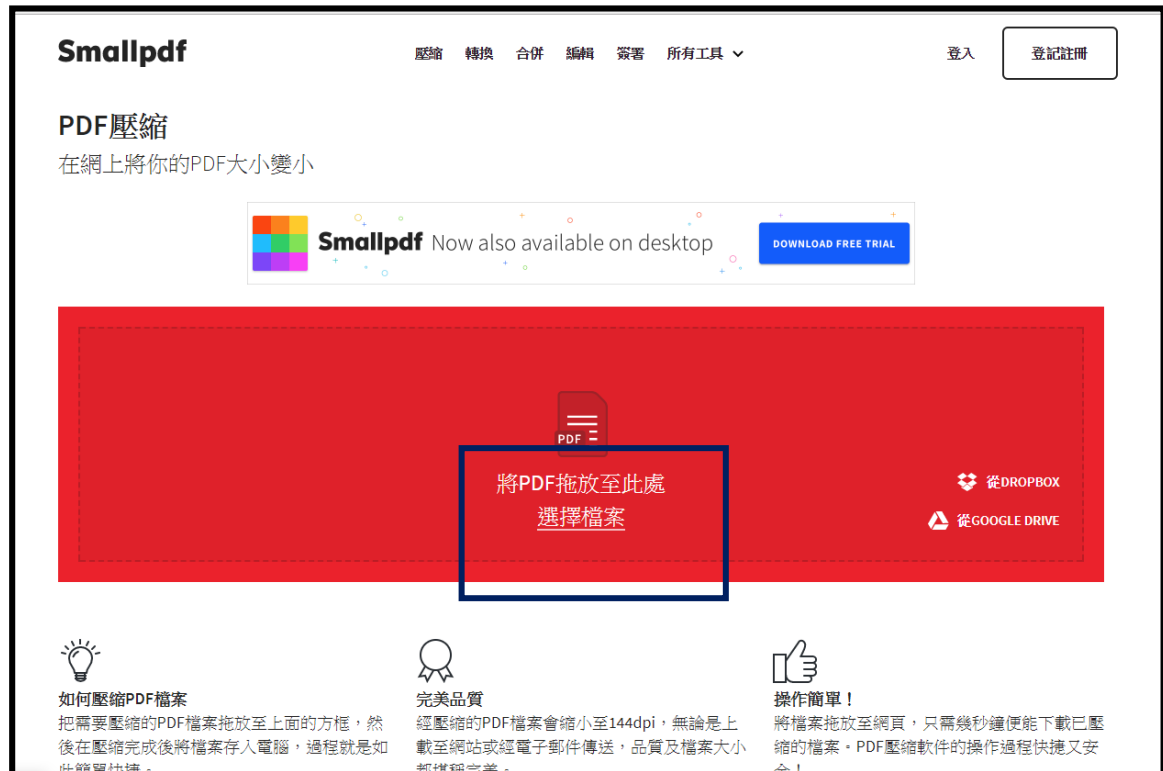 Smallpdf
壓縮 轉換 合併 編輯 簽署 所有工具
登入 登記註冊
PDF壓縮
在網上將你的PDF大小變小
Smallpdf Now also available on desktop
DOWNLOAD FREE TRIAL
PDF
將PDF拖放至此處
選擇檔案
從DROPBOX
從GOOGLE DRIVE
如何壓縮PDF檔案
把需要壓縮的PDF檔案拖放至上面的方框，然
後在壓縮完成後將檔案存入電腦，過程就是如
此簡單快捷。
完美品質
經壓縮的PDF檔案會縮小至144dpi，無論是上
載至網站或經電子郵件傳送，品質及檔案大小
都堪稱完美。
操作簡單！
將檔案拖放至網頁，只需幾秒鐘便能下載已壓
縮的檔案。PDF壓縮軟件的操作過程快捷又安
全！